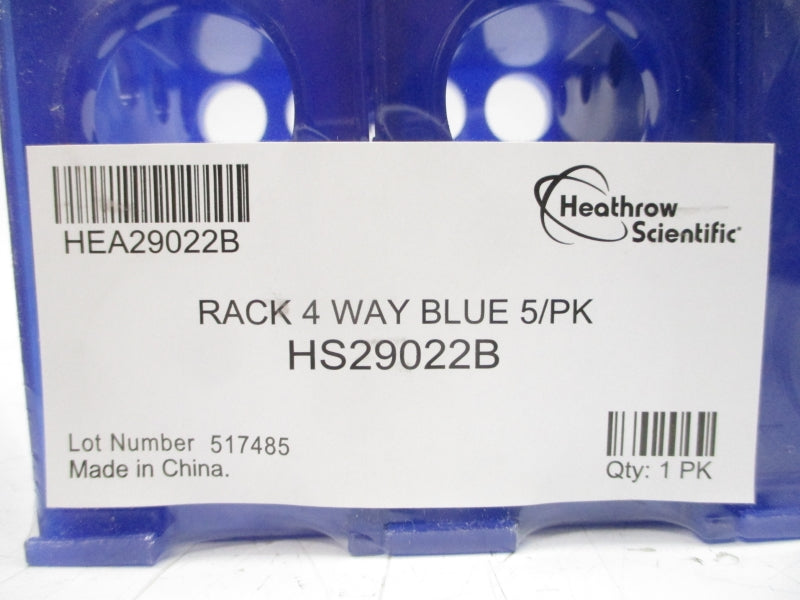 HEA29022B
Heathrow
Scientific
RACK 4 WAY BLUE 5/PK
HS29022B
Lot Number 517485
Made in China.
Qty: 1 PK